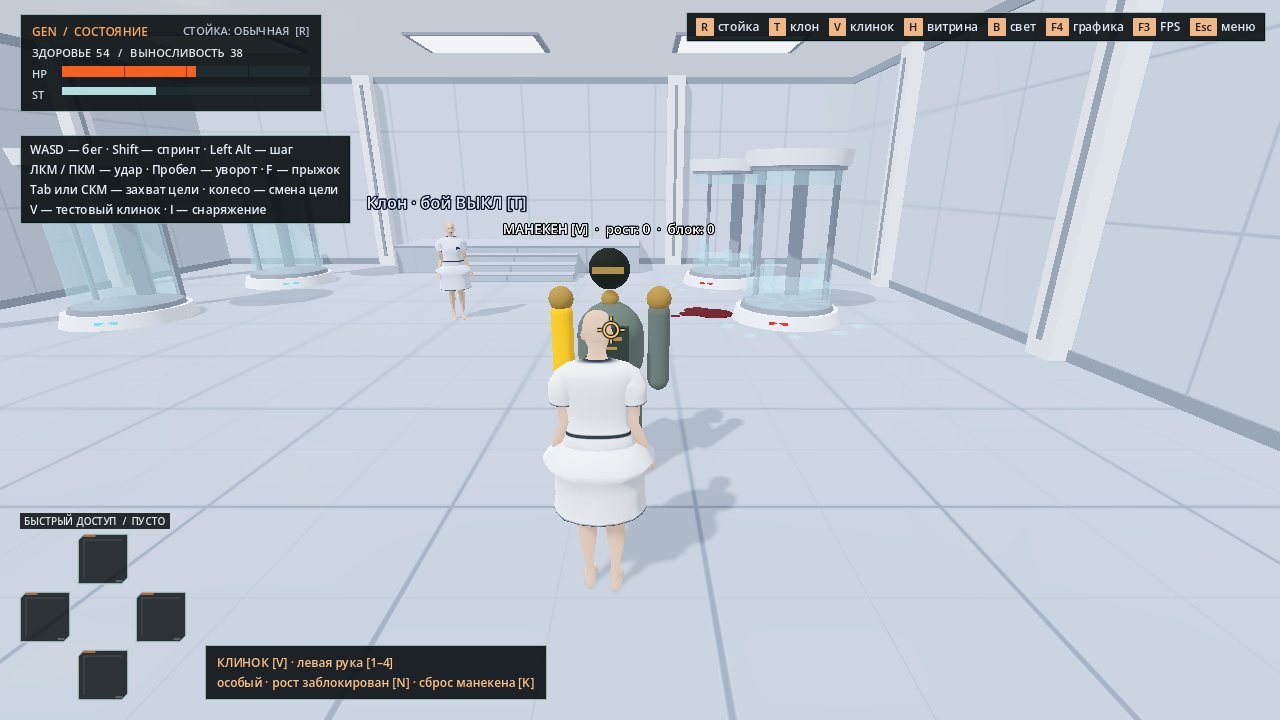 GEN / СОСТОЯНИЕ СТОЙКА: ОБЫЧНАЯ [R]
ЗДОРОВЬЕ 54 / ВЫНОСЛИВОСТЬ 38
HP
ST
R стойка T клон V клинок H витрина B свет F4 графика F3 FPS Esc меню
WASD — бег · Shift — спринт · Left Alt — шаг
ЛКМ / ПКМ — удар · Пробел — уворот · F — прыжок
Tab или СКМ — захват цели · колесо — смена цели
V — тестовый клинок · I — снаряжение
Клон · бой ВЫКЛ [T]
МАНЕКЕН [V] · рост: 0 · блок: 0
БЫСТРЫЙ ДОСТУП / ПУСТО
КЛИНОК [V] · левая рука [1–4]
особый · рост заблокирован [N] · сброс манекена [K]